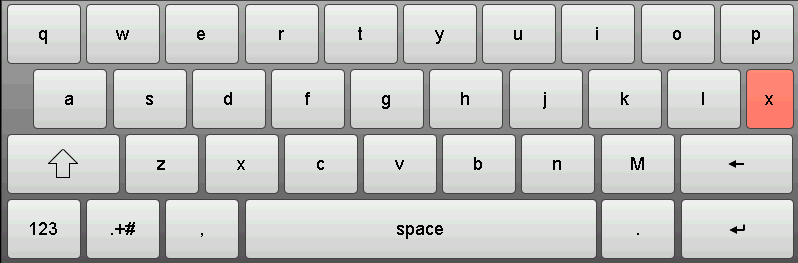 q w e r t y u i o p
a s d f g h j k l x
z x c v b n M ←
123 .+# , space . ↵